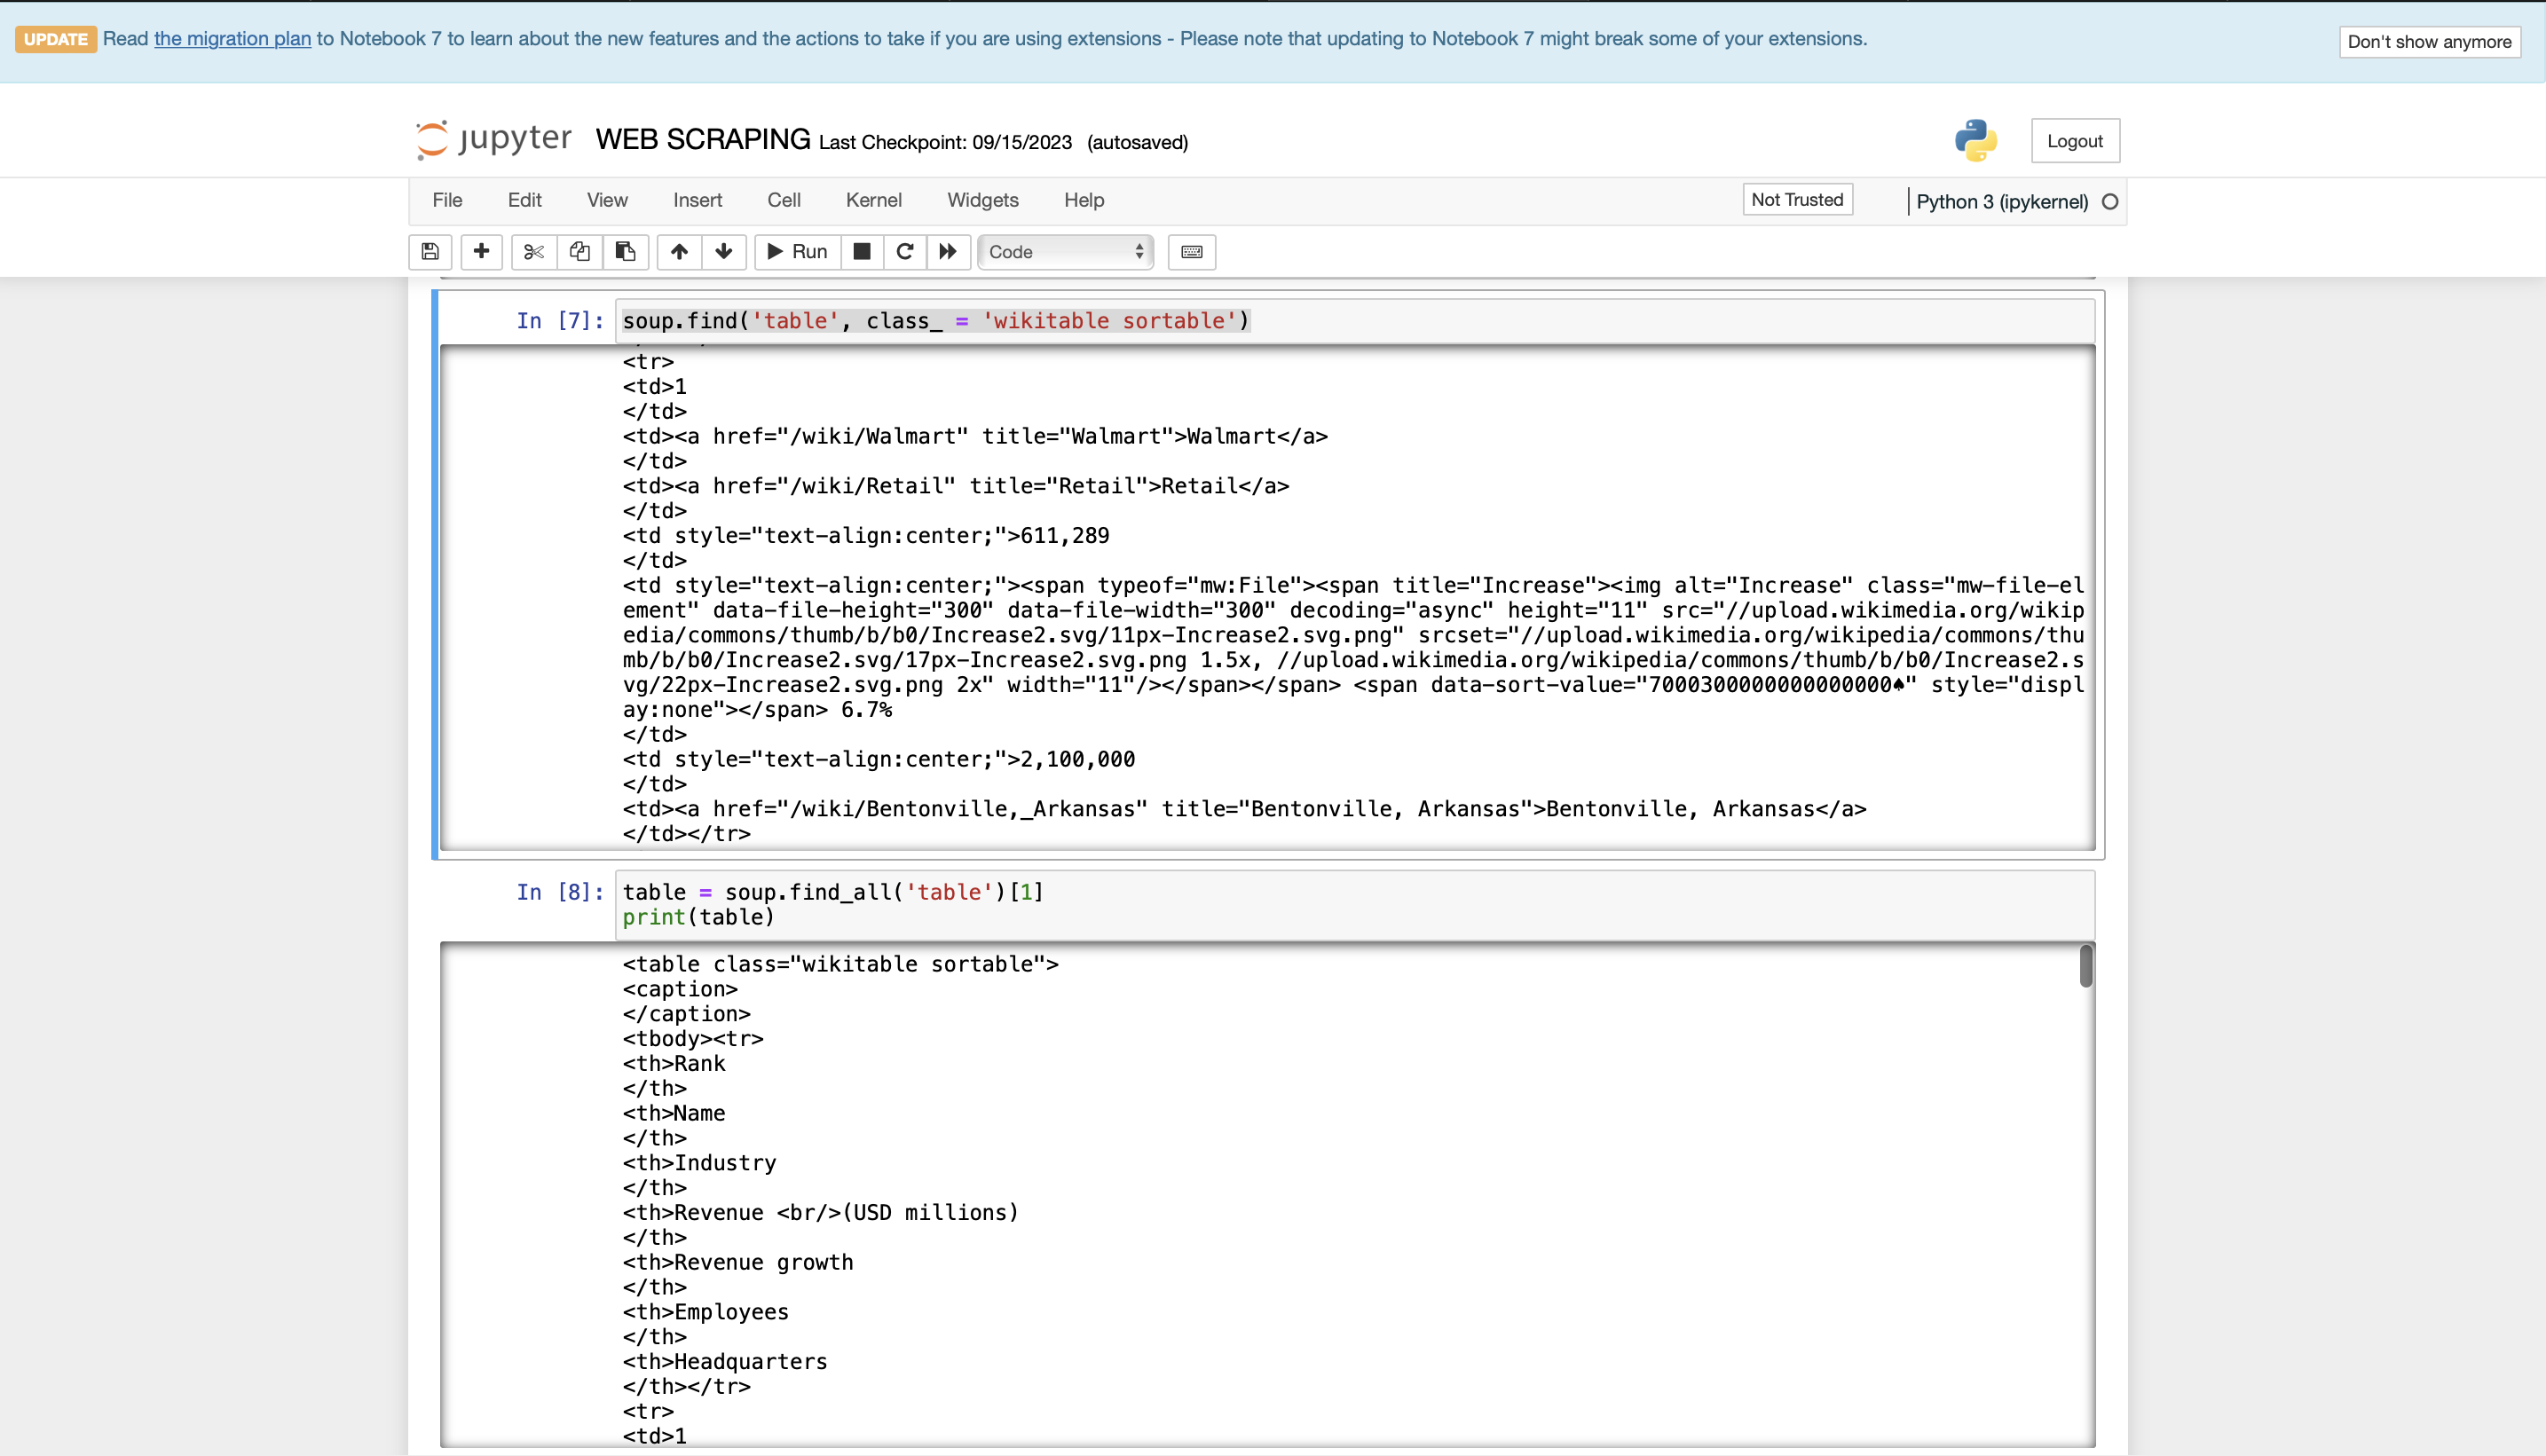 UPDATE Read the migration plan to Notebook 7 to learn about the new features and the actions to take if you are using extensions - Please note that updating to Notebook 7 might break some of your extensions.
Don't show anymore
jupyter WEB SCRAPING Last Checkpoint: 09/15/2023 (autosaved)
Logout
File Edit View Insert Cell Kernel Widgets Help
Not Trusted
Python 3 (ipykernel)
Run
Code
In [7]: soup.find('table', class_ = 'wikitable sortable')
<tr>
<td>1
</td>
<td><a href="/wiki/Walmart" title="Walmart">Walmart</a>
</td>
<td><a href="/wiki/Retail" title="Retail">Retail</a>
</td>
<td style="text-align:center;">611,289
</td>
<td style="text-align:center;"><span typeof="mw:File"><span title="Increase"><img alt="Increase" class="mw-file-el
ement" data-file-height="300" data-file-width="300" decoding="async" height="11" src="//upload.wikimedia.org/wikip
edia/commons/thumb/b/b0/Increase2.svg/11px-Increase2.svg.png" srcset="//upload.wikimedia.org/wikipedia/commons/thu
mb/b/b0/Increase2.svg/17px-Increase2.svg.png 1.5x, //upload.wikimedia.org/wikipedia/commons/thumb/b/b0/Increase2.s
vg/22px-Increase2.svg.png 2x" width="11"/></span></span> <span data-sort-value="7000300000000000000♠" style="displ
ay:none"></span> 6.7%
</td>
<td style="text-align:center;">2,100,000
</td>
<td><a href="/wiki/Bentonville,_Arkansas" title="Bentonville, Arkansas">Bentonville, Arkansas</a>
</td></tr>
In [8]: table = soup.find_all('table')[1]
print(table)
<table class="wikitable sortable">
<caption>
</caption>
<tbody><tr>
<th>Rank
</th>
<th>Name
</th>
<th>Industry
</th>
<th>Revenue <br/>(USD millions)
</th>
<th>Revenue growth
</th>
<th>Employees
</th>
<th>Headquarters
</th></tr>
<tr>
<td>1